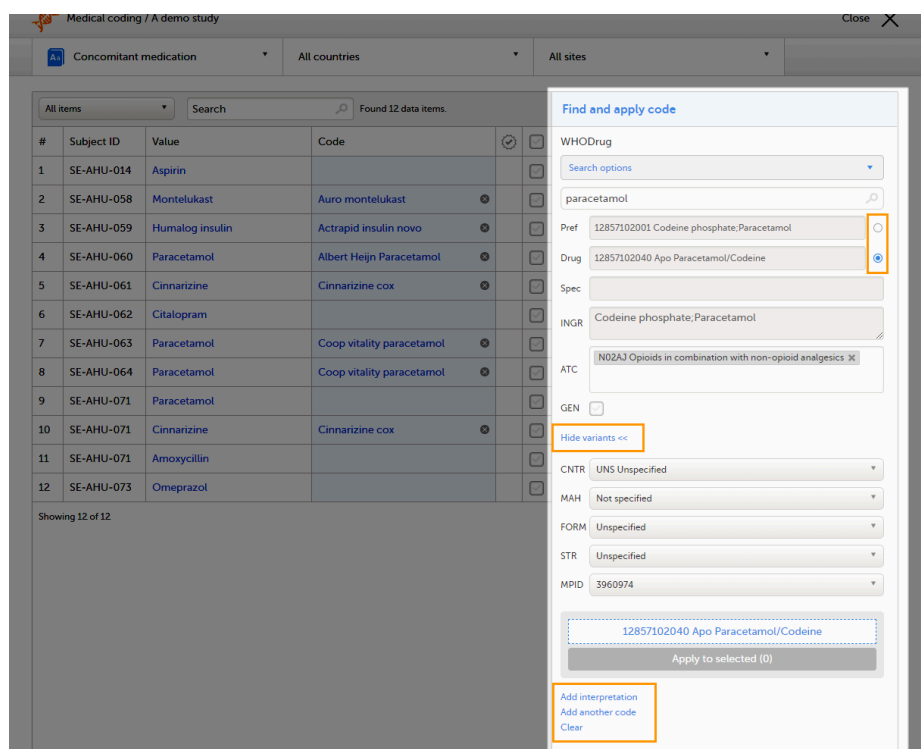 Medical coding / A demo study Close
Aa Concomitant medication All countries All sites
All items Search Found 12 data items.
# Subject ID Value Code
1 SE-AHU-014 Aspirin
2 SE-AHU-058 Montelukast Auro montelukast
3 SE-AHU-059 Humalog insulin Actrapid insulin novo
4 SE-AHU-060 Paracetamol Albert Heijn Paracetamol
5 SE-AHU-061 Cinnarizine Cinnarizine cox
6 SE-AHU-062 Citalopram
7 SE-AHU-063 Paracetamol Coop vitality paracetamol
8 SE-AHU-064 Paracetamol Coop vitality paracetamol
9 SE-AHU-071 Paracetamol
10 SE-AHU-071 Cinnarizine Cinnarizine cox
11 SE-AHU-071 Amoxycillin
12 SE-AHU-073 Omeprazol
Showing 12 of 12
Find and apply code
WHODrug
Search options
paracetamol
Pref 12857102001 Codeine phosphate;Paracetamol
Drug 12857102040 Apo Paracetamol/Codeine
Spec
INGR Codeine phosphate;Paracetamol
ATC N02AJ Opioids in combination with non-opioid analgesics
GEN
Hide variants <<
CNTR UNS Unspecified
MAH Not specified
FORM Unspecified
STR Unspecified
MPID 3960974
12857102040 Apo Paracetamol/Codeine
Apply to selected (0)
Add interpretation
Add another code
Clear